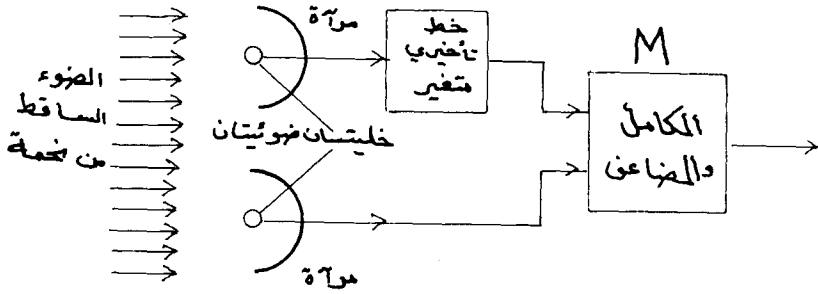 مرآة
خط
تأخيري
متغير
M
الضوء
الساقط
من نجمة
خليتان ضوئيتان
الكامل
والمضاعف
مرآة